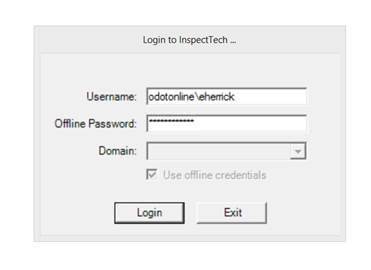 Login to InspectTech ...
Username: odotonline\eherrick
Offline Password: ************
Domain:
Use offline credentials
Login Exit